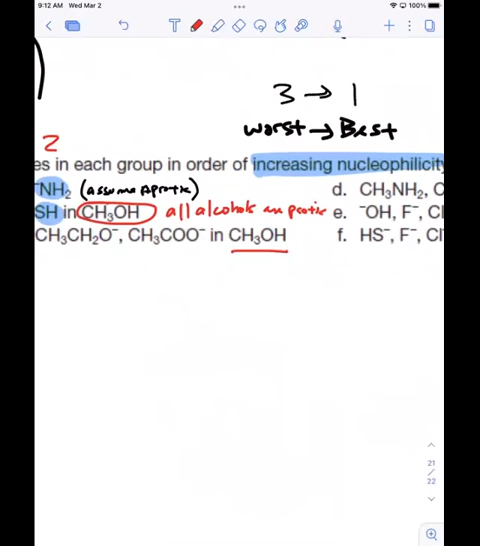 9:12 AM Wed Mar 2
100%
3 → 1
worst → Best
2
es in each group in order of increasing nucleophilicity
⁻NH₂ (assume Aprotic) d. CH₃NH₂, C
SH in CH₃OH all alcohols are protic e. ⁻OH, F⁻, Cl
CH₃CH₂O⁻, CH₃COO⁻ in CH₃OH f. HS⁻, F⁻, Cl⁻
21
/
22